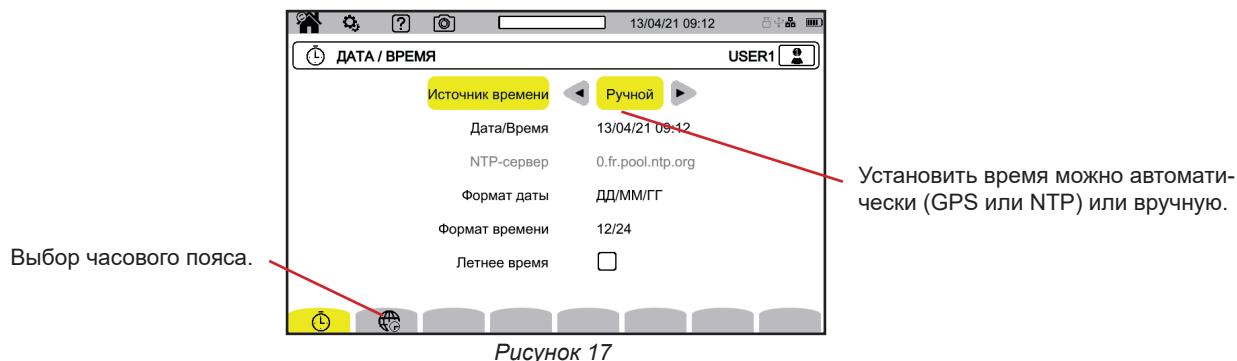 13/04/21 09:12
ДАТА / ВРЕМЯ
USER1
Источник времени
Ручной
Дата/Время
13/04/21 09:12
NTP-сервер
0.fr.pool.ntp.org
Формат даты
ДД/ММ/ГГ
Формат времени
12/24
Летнее время
Установить время можно автомати-
чески (GPS или NTP) или вручную.
Выбор часового пояса.
Рисунок 17